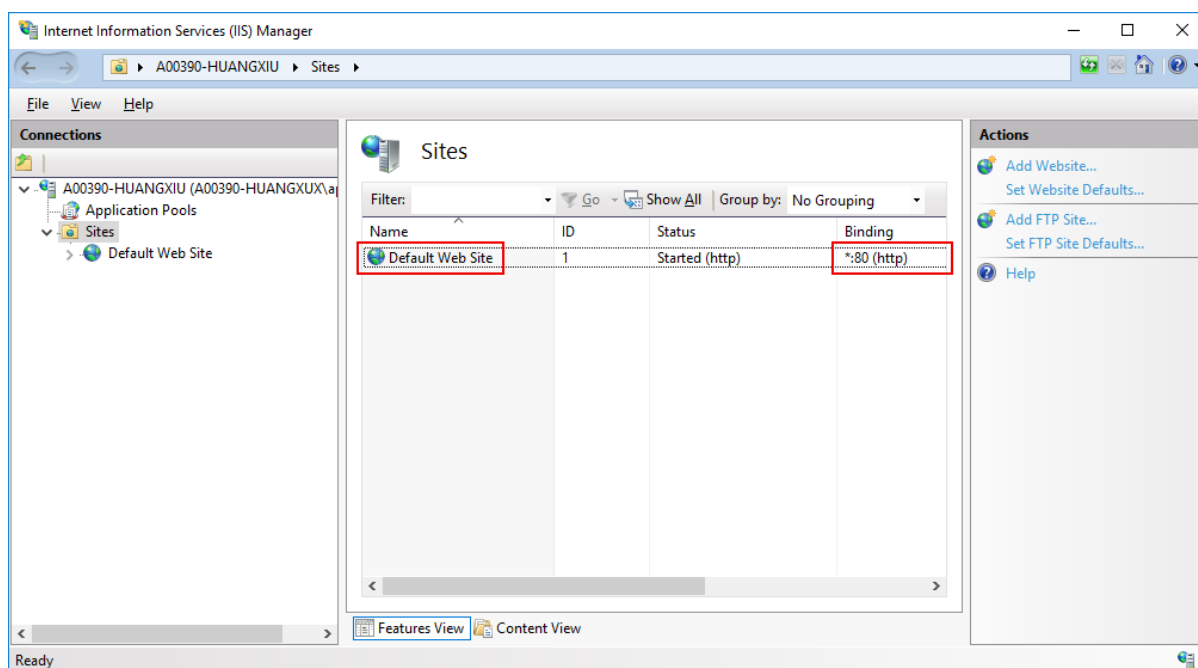 Internet Information Services (IIS) Manager
A00390-HUANGXIU Sites
File View Help
Connections
A00390-HUANGXIU (A00390-HUANGXUX\a
Application Pools
Sites
Default Web Site
Sites
Filter: Go Show All Group by: No Grouping
Name ID Status Binding
Default Web Site 1 Started (http) *:80 (http)
Features View Content View
Actions
Add Website...
Set Website Defaults...
Add FTP Site...
Set FTP Site Defaults...
Help
Ready